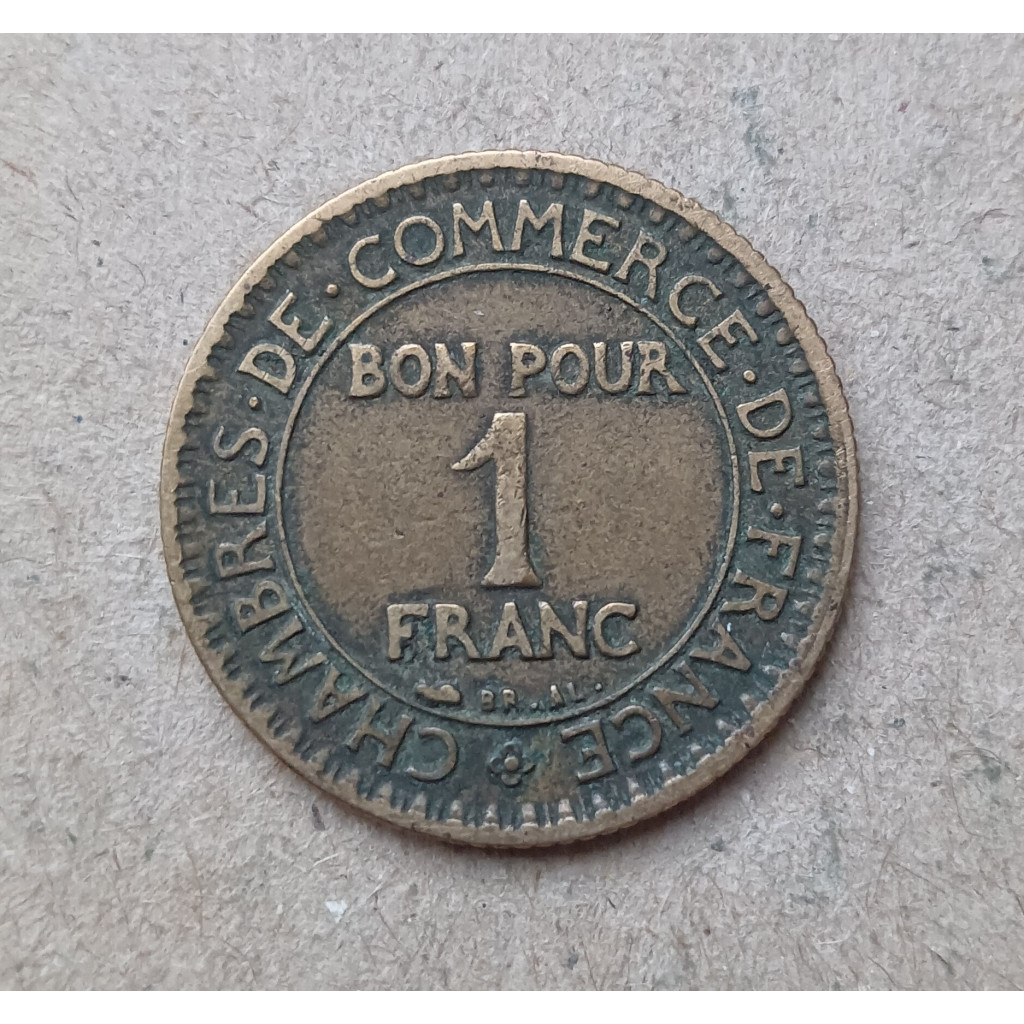 CHAMBRES·DE·COMMERCE·DE·FRANCE
BON POUR
1
FRANC
BR.AL.